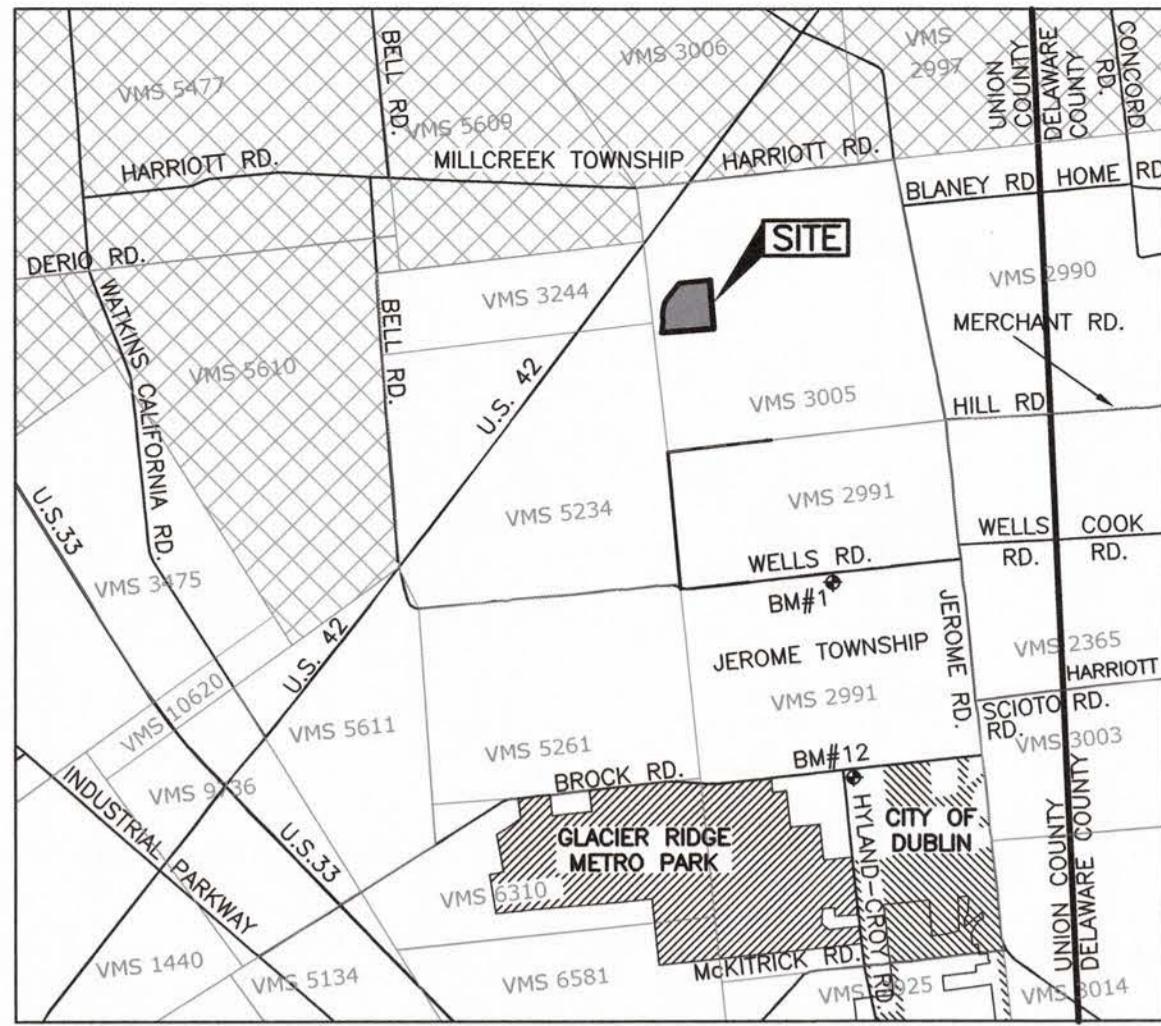 VMS 5477
BELL RD.
VMS 3006
VMS
2997
UNION
COUNTY
DELAWARE
COUNTY
CONCORD
RD.
VMS 5609
HARRIOTT RD.
MILLCREEK TOWNSHIP
HARRIOTT RD.
BLANEY RD
HOME RD
DERIO RD.
SITE
WATKINS CALIFORNIA RD.
BELL RD.
VMS 3244
VMS 2990
MERCHANT RD.
VMS 5610
U.S. 42
VMS 3005
HILL RD
U.S.33
VMS 5234
VMS 2991
WELLS
RD.
COOK
RD.
VMS 3475
WELLS RD.
BM#1
JEROME RD.
U.S. 42
JEROME TOWNSHIP
VMS 2365
HARRIOTT
RD.
VMS 10620
VMS 5611
VMS 2991
SCIOTO
RD.
VMS 3003
VMS 5261
BM#12
BROCK RD.
INDUSTRIAL PARKWAY
U.S.33
GLACIER RIDGE
METRO PARK
HYLAND-CROY RD.
CITY OF
DUBLIN
UNION COUNTY
DELAWARE COUNTY
VMS 6310
VMS 1440
VMS 5134
VMS 6581
McKITRICK RD.
VMS 3014